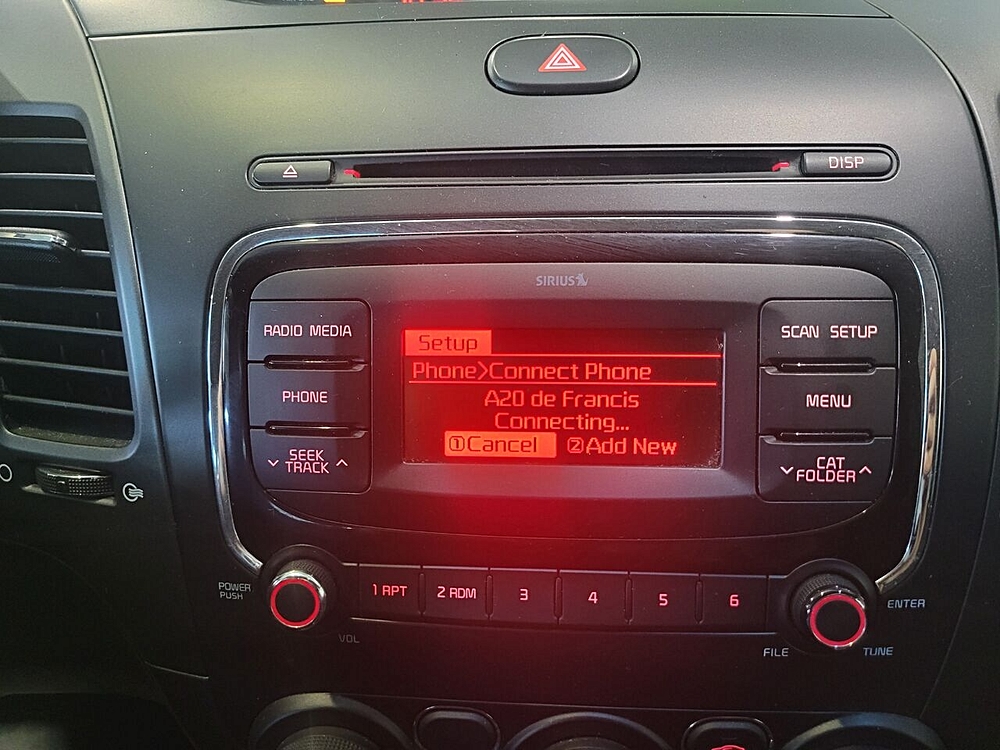 DISP
SIRIUS
RADIO MEDIA
PHONE
SEEK
TRACK
Setup
Phone>Connect Phone
A20 de Francis
Connecting...
①Cancel ②Add New
SCAN SETUP
MENU
CAT
FOLDER
POWER
PUSH
VOL
1 RPT
2 RDM
3
4
5
6
ENTER
FILE
TUNE